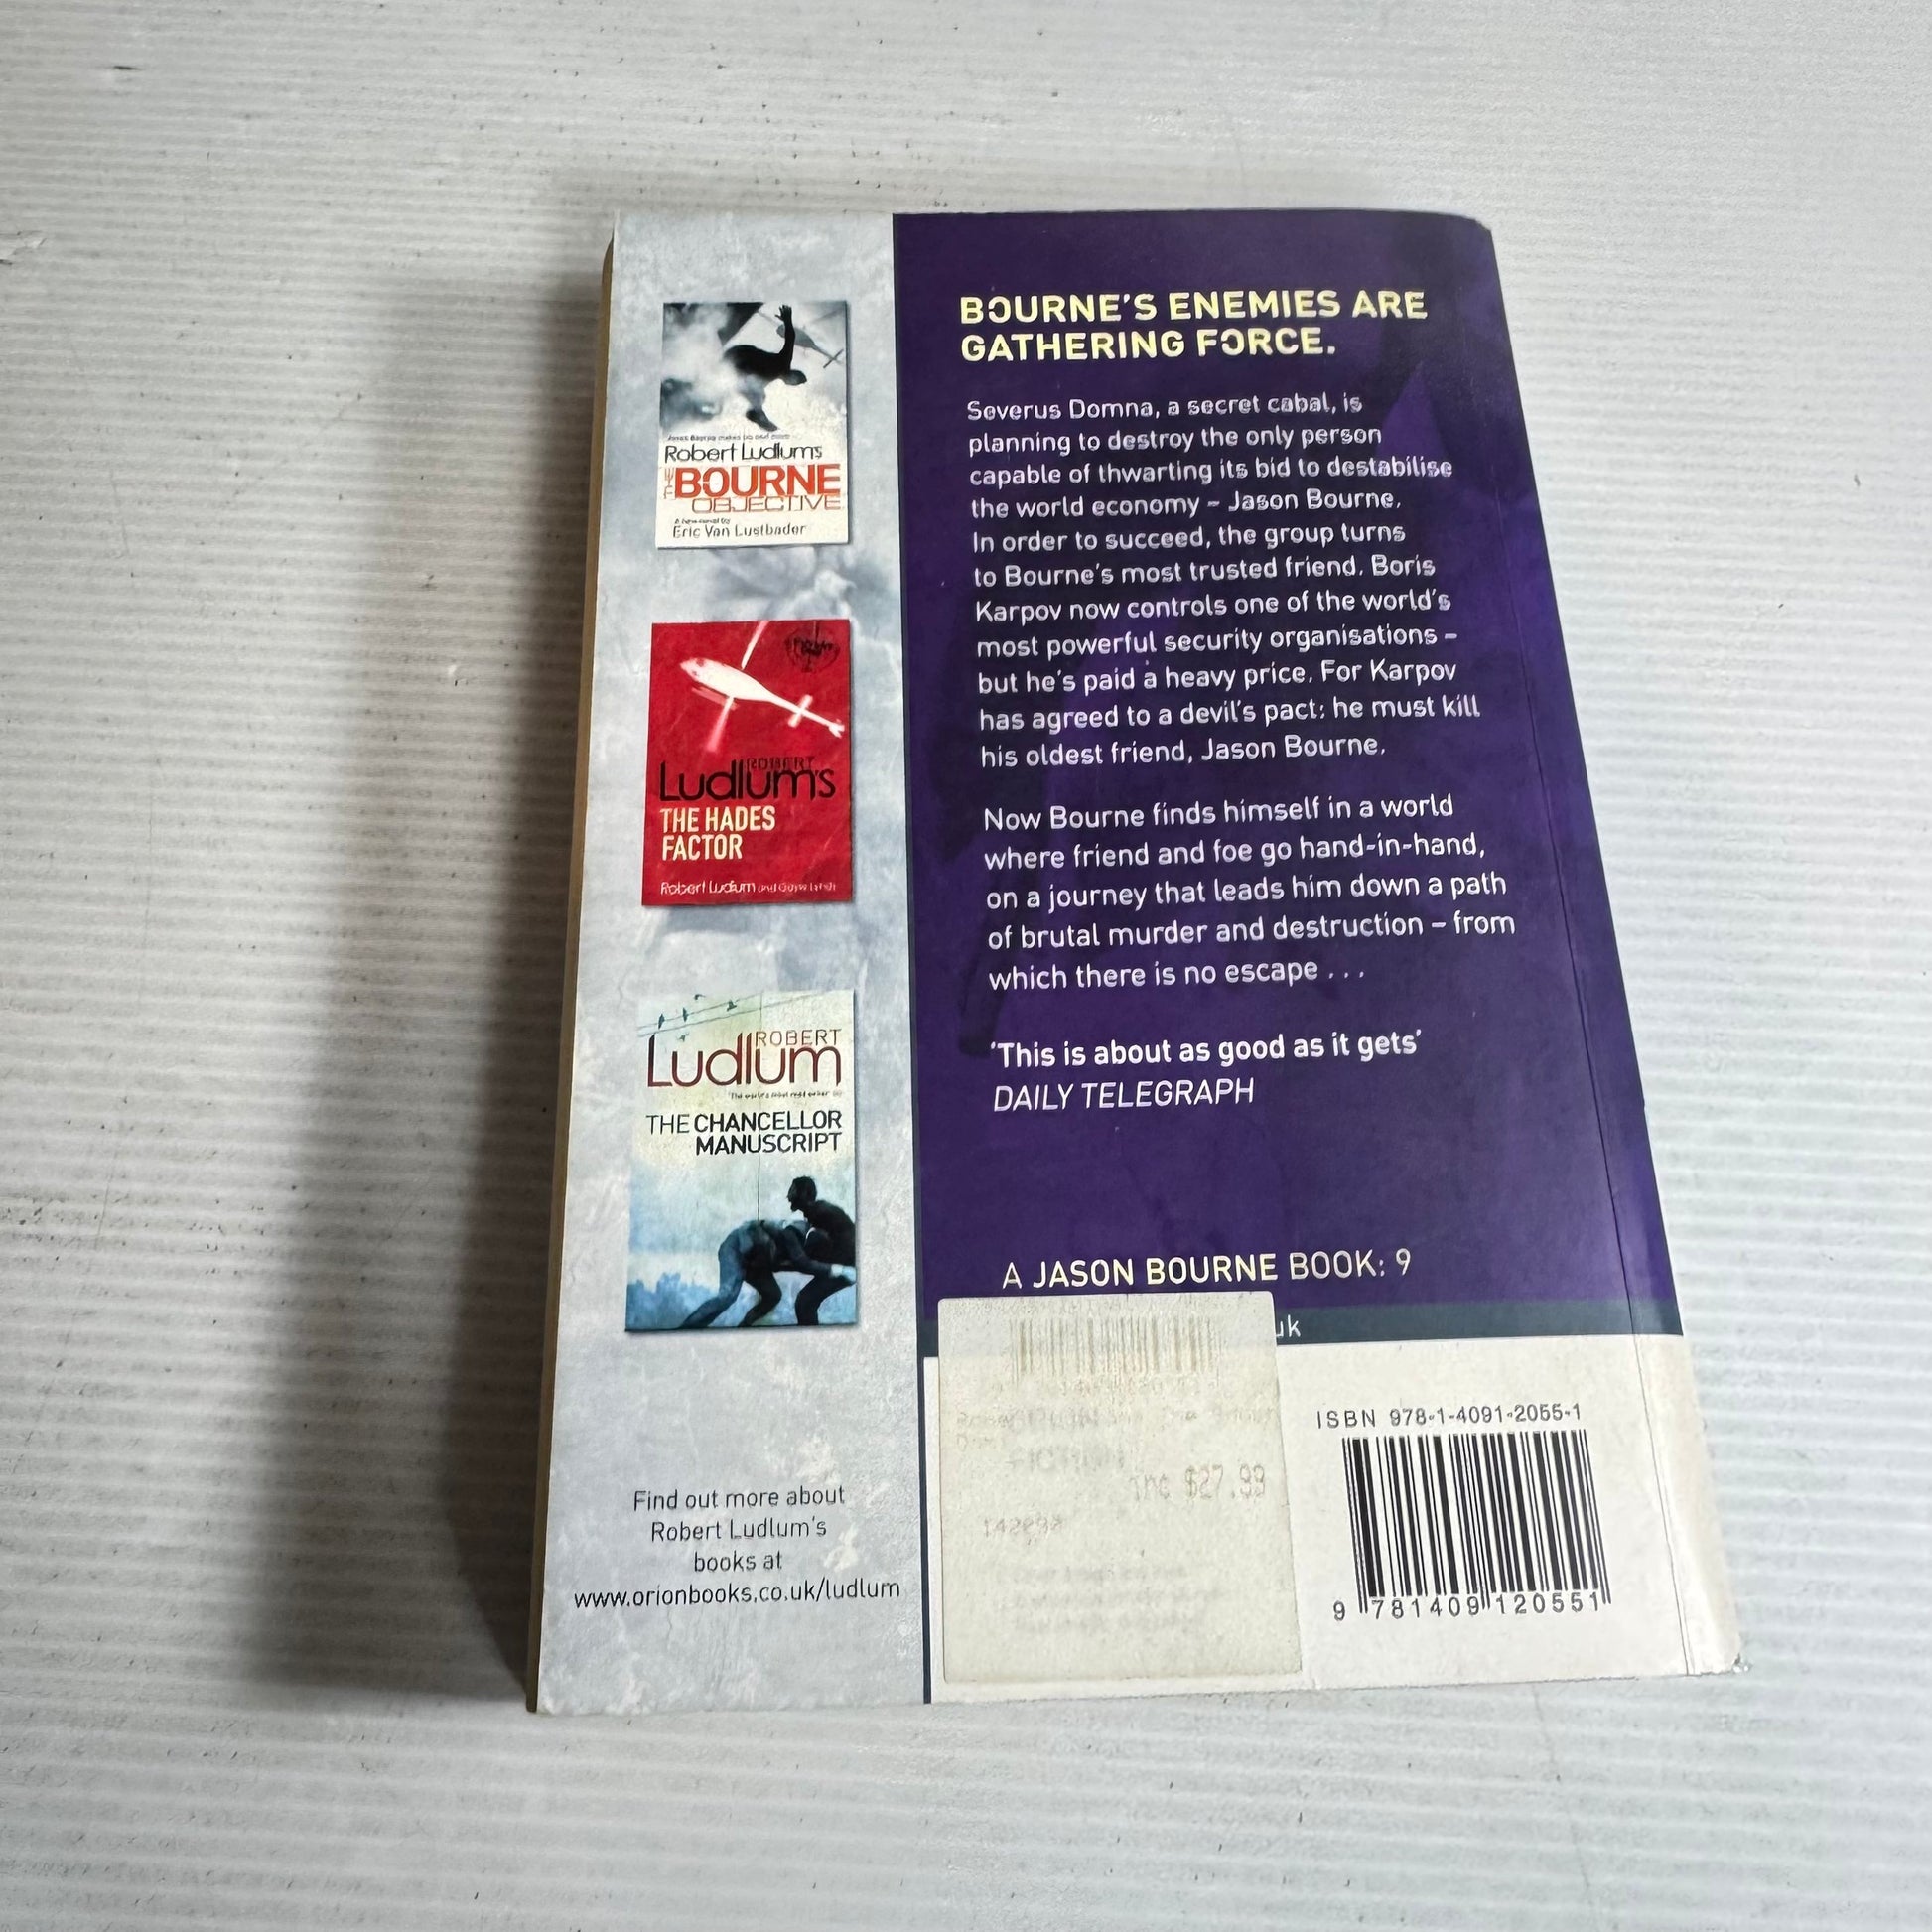 Robert Ludlum's
THE
BOURNE
OBJECTIVE
A new novel by
Eric Van Lustbader
ROBERT
Ludlum's
THE HADES
FACTOR
Robert Ludlum and
ROBERT
Ludlum
THE CHANCELLOR
MANUSCRIPT
Find out more about
Robert Ludlum's
books at
www.orionbooks.co.uk/ludlum
BOURNE'S ENEMIES ARE
GATHERING FORCE.
Severus Domna, a secret cabal, is
planning to destroy the only person
capable of thwarting its bid to destabilise
the world economy – Jason Bourne.
In order to succeed, the group turns
to Bourne's most trusted friend. Boris
Karpov now controls one of the world's
most powerful security organisations –
but he's paid a heavy price. For Karpov
has agreed to a devil's pact: he must kill
his oldest friend, Jason Bourne.
Now Bourne finds himself in a world
where friend and foe go hand-in-hand,
on a journey that leads him down a path
of brutal murder and destruction – from
which there is no escape . . .
'This is about as good as it gets'
DAILY TELEGRAPH
A JASON BOURNE BOOK: 9
uk
FICTION
Inc $27.99
ISBN 978-1-4091-2055-1
9 781409 120551